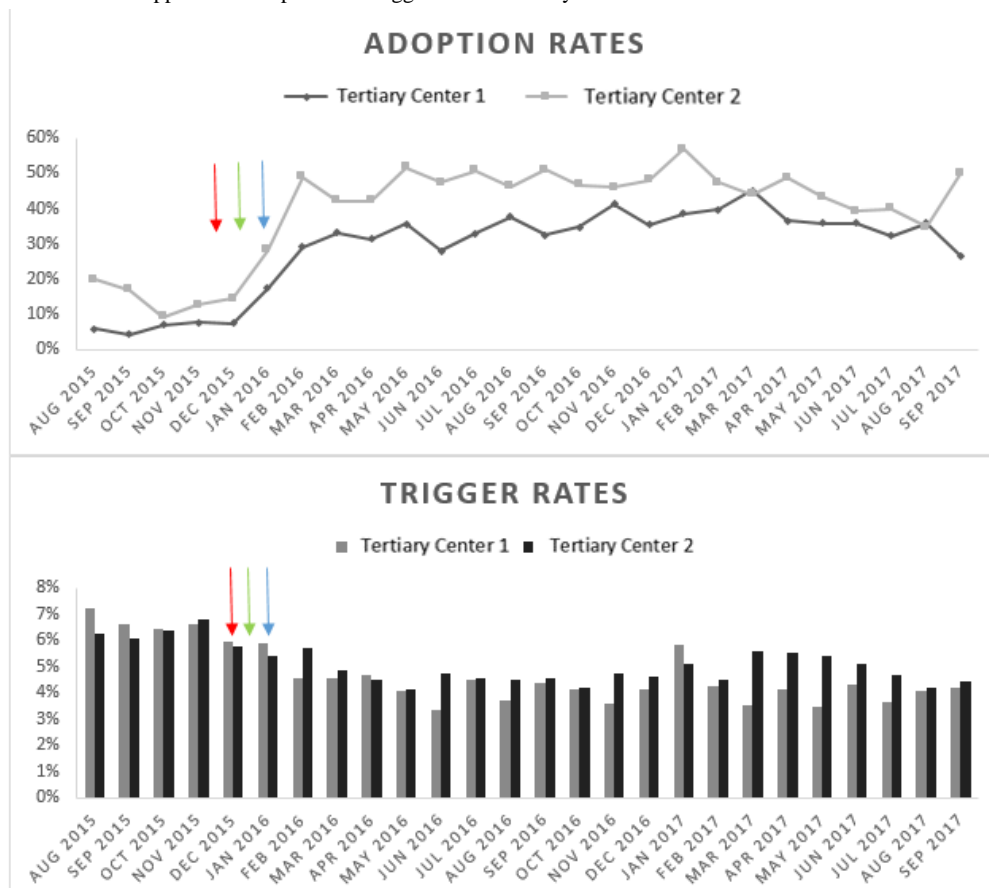 ADOPTION RATES
Tertiary Center 1 Tertiary Center 2
60%
50%
40%
30%
20%
10%
0%
AUG 2015 SEP 2015 OCT 2015 NOV 2015 DEC 2015 JAN 2016 FEB 2016 MAR 2016 APR 2016 MAY 2016 JUN 2016 JUL 2016 AUG 2016 SEP 2016 OCT 2016 NOV 2016 DEC 2016 JAN 2017 FEB 2017 MAR 2017 APR 2017 MAY 2017 JUN 2017 JUL 2017 AUG 2017 SEP 2017
TRIGGER RATES
Tertiary Center 1 Tertiary Center 2
8%
7%
6%
5%
4%
3%
2%
1%
0%
AUG 2015 SEP 2015 OCT 2015 NOV 2015 DEC 2015 JAN 2016 FEB 2016 MAR 2016 APR 2016 MAY 2016 JUN 2016 JUL 2016 AUG 2016 SEP 2016 OCT 2016 NOV 2016 DEC 2016 JAN 2017 FEB 2017 MAR 2017 APR 2017 MAY 2017 JUN 2017 JUL 2017 AUG 2017 SEP 2017